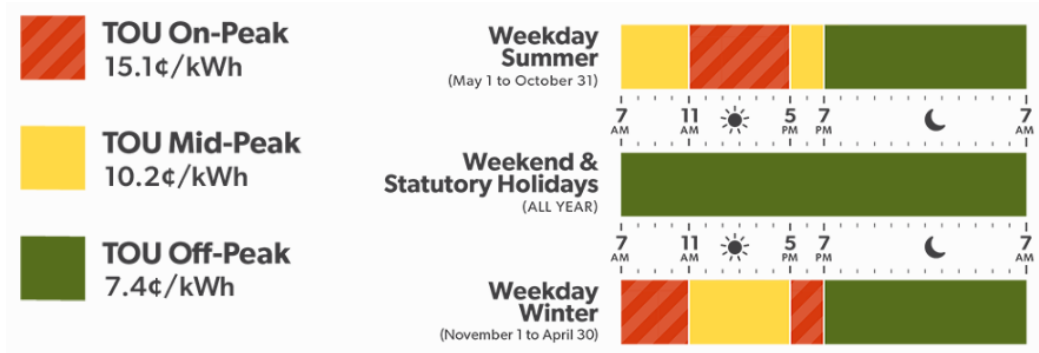 TOU On-Peak
15.1¢/kWh
TOU Mid-Peak
10.2¢/kWh
TOU Off-Peak
7.4¢/kWh
Weekday
Summer
(May 1 to October 31)
7 11 5 7 7
AM AM PM PM AM
Weekend &
Statutory Holidays
(ALL YEAR)
7 11 5 7 7
AM AM PM PM AM
Weekday
Winter
(November 1 to April 30)